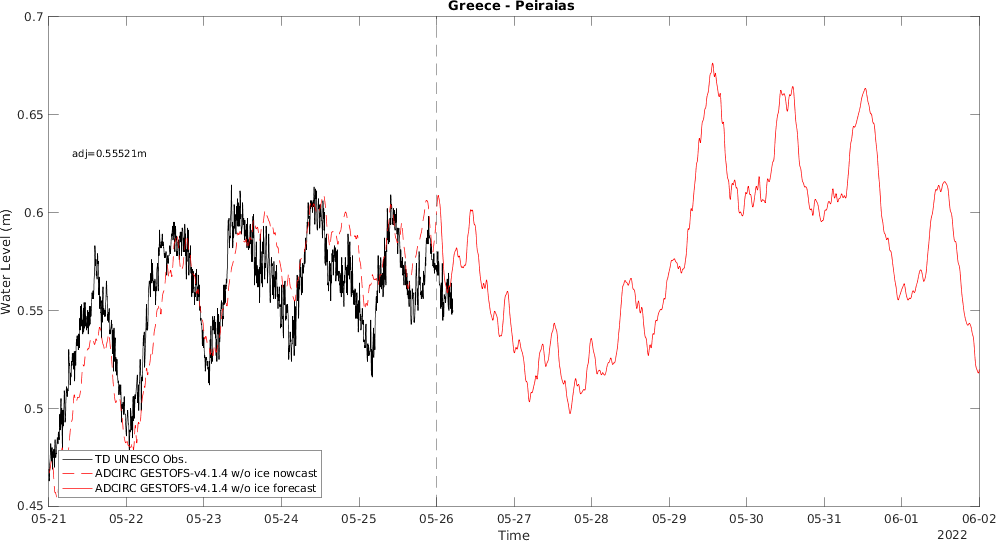 Greece - Peiraias
0.7
0.65
0.6
0.55
0.5
0.45
Water Level (m)
adj=0.55521m
TD UNESCO Obs.
ADCIRC GESTOFS-v4.1.4 w/o ice nowcast
ADCIRC GESTOFS-v4.1.4 w/o ice forecast
05-21 05-22 05-23 05-24 05-25 05-26 05-27 05-28 05-29 05-30 05-31 06-01 06-02
Time
2022